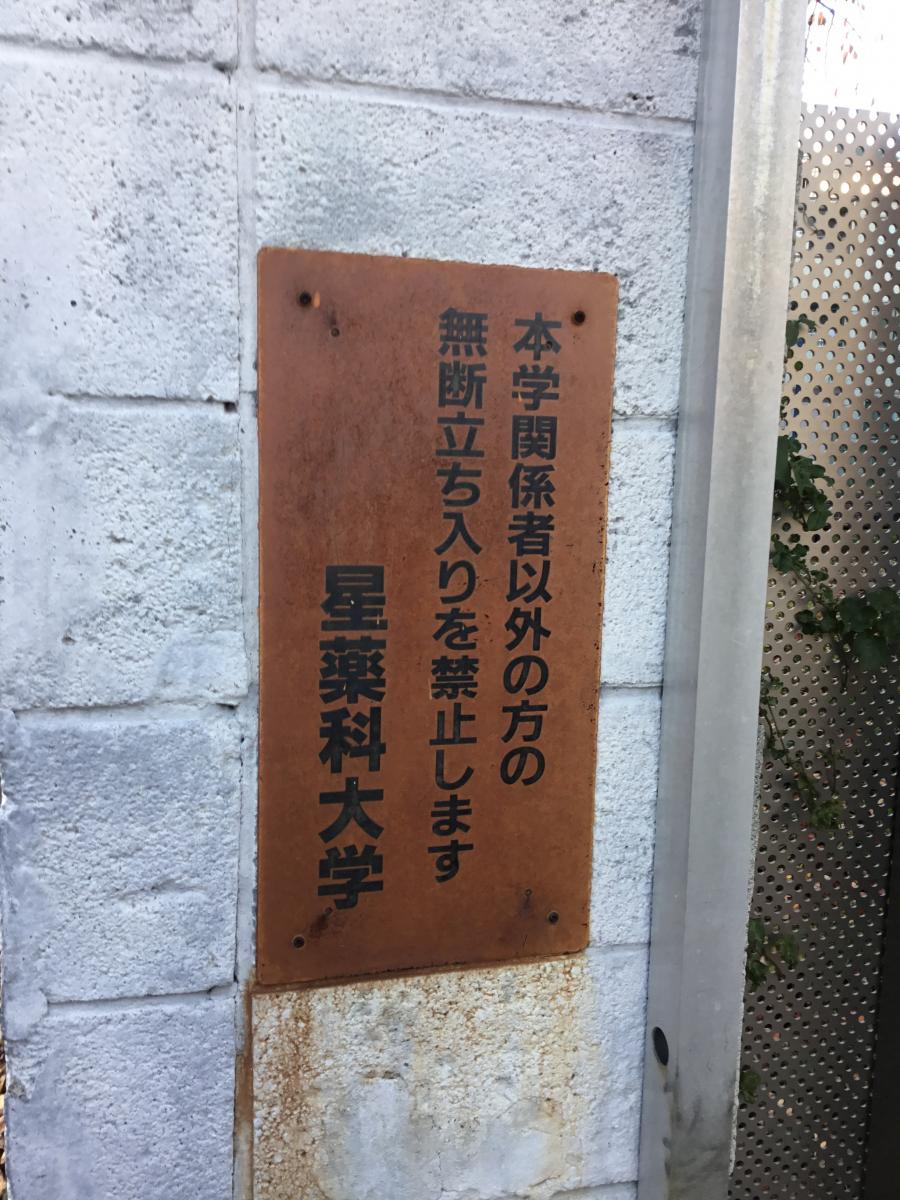 本学関係者以外の方の
無断立ち入りを禁止します
星薬科大学